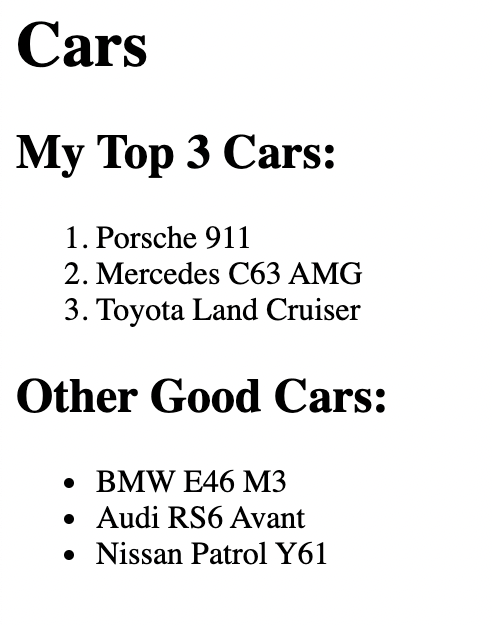 Cars
My Top 3 Cars:
1. Porsche 911
2. Mercedes C63 AMG
3. Toyota Land Cruiser
Other Good Cars:
• BMW E46 M3
• Audi RS6 Avant
• Nissan Patrol Y61